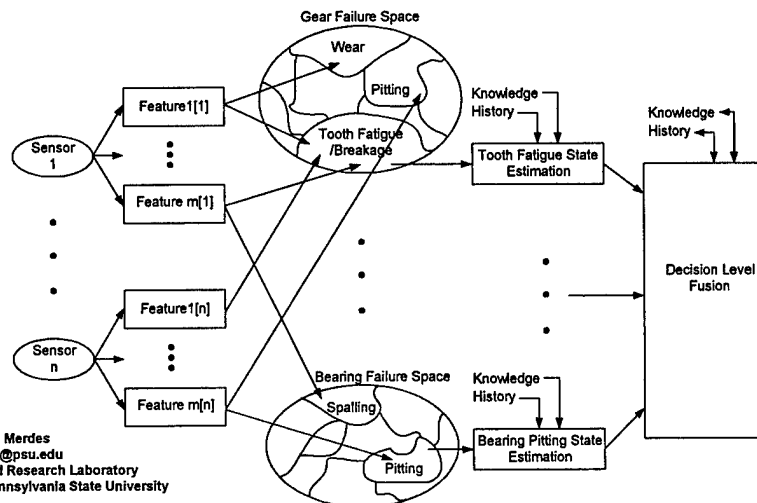 Gear Failure Space
Wear
Pitting
Tooth Fatigue
/Breakage
Feature1[1]
Sensor
1
Feature m[1]
Knowledge
History
Tooth Fatigue State
Estimation
Knowledge
History
Decision Level
Fusion
Feature1[n]
Sensor
n
Feature m[n]
Bearing Failure Space
Spalling
Pitting
Knowledge
History
Bearing Pitting State
Estimation
Merdes
@psu.edu
Research Laboratory
nnsylvania State University